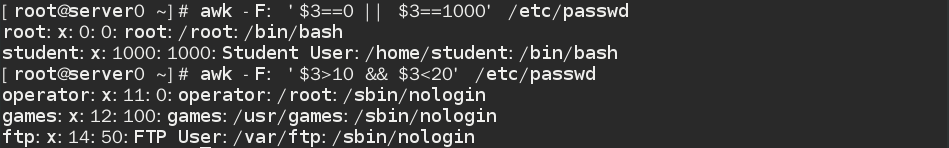 [root@server0 ~]# awk -F: '$3==0 || $3==1000' /etc/passwd
root:x:0:0:root:/root:/bin/bash
student:x:1000:1000:Student User:/home/student:/bin/bash
[root@server0 ~]# awk -F: '$3>10 && $3<20' /etc/passwd
operator:x:11:0:operator:/root:/sbin/nologin
games:x:12:100:games:/usr/games:/sbin/nologin
ftp:x:14:50:FTP User:/var/ftp:/sbin/nologin